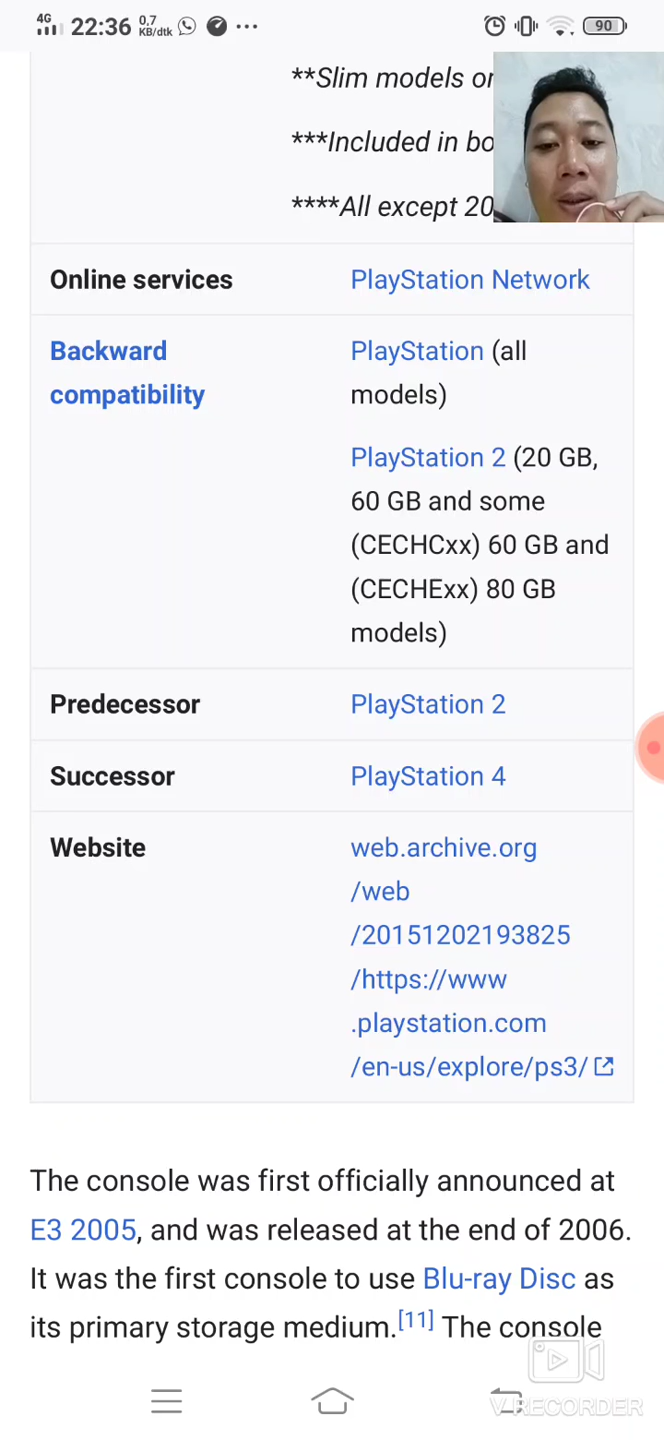 4G 22:36 0,7 KB/dtk 90
**Slim models or
***Included in bo
****All except 20
Online services PlayStation Network
Backward compatibility PlayStation (all
models)
PlayStation 2 (20 GB,
60 GB and some
(CECHCxx) 60 GB and
(CECHExx) 80 GB
models)
Predecessor PlayStation 2
Successor PlayStation 4
Website web.archive.org
/web
/20151202193825
/https://www
.playstation.com
/en-us/explore/ps3/
The console was first officially announced at
E3 2005, and was released at the end of 2006.
It was the first console to use Blu-ray Disc as
its primary storage medium.[11] The console
V RECORDER